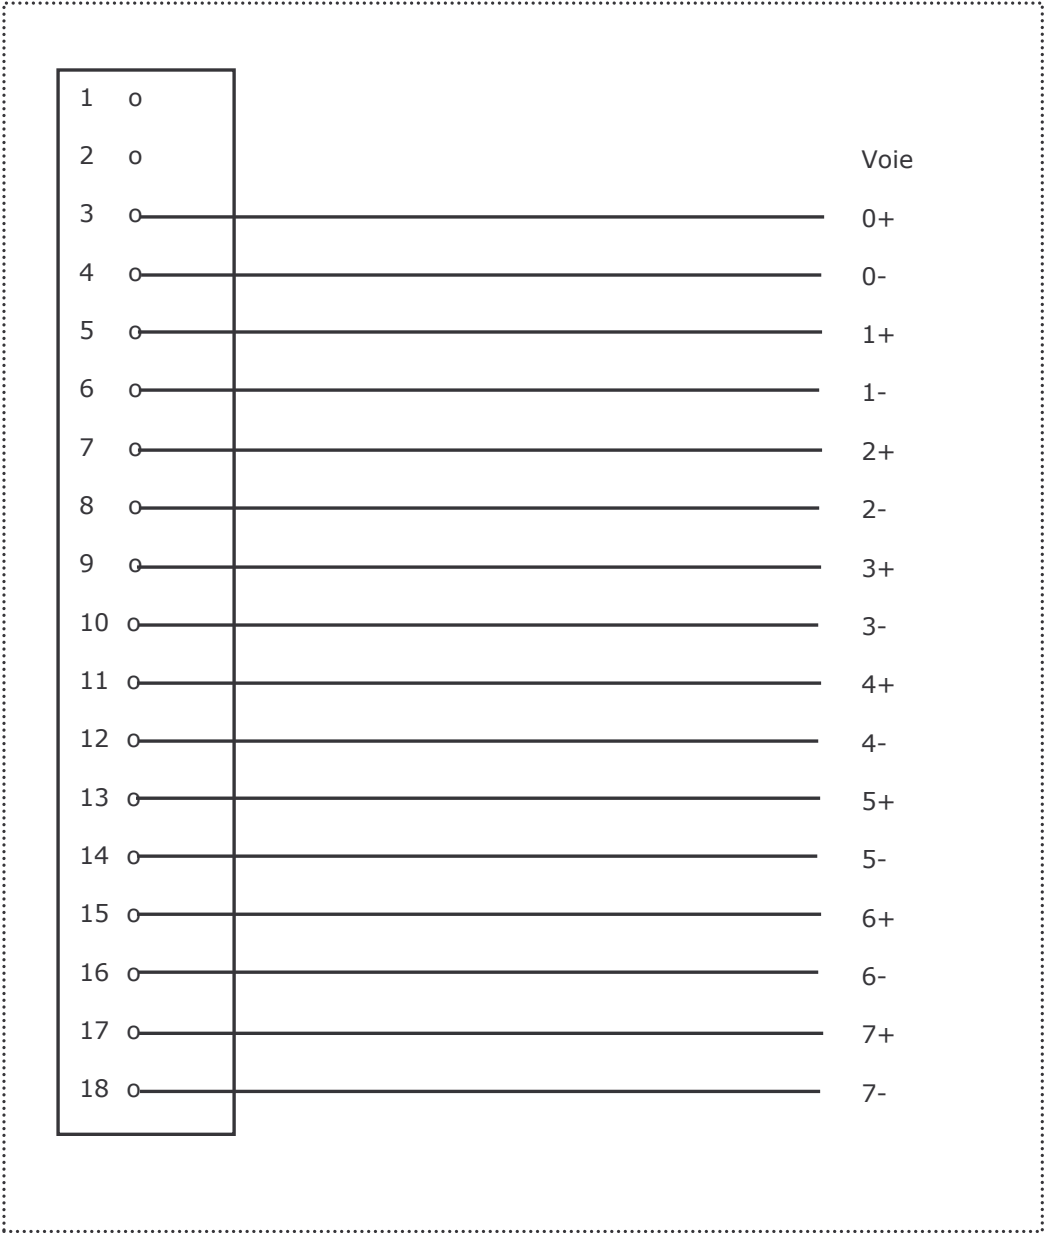 1 o
2 o Voie
3 o 0+
4 o 0-
5 o 1+
6 o 1-
7 o 2+
8 o 2-
9 o 3+
10 o 3-
11 o 4+
12 o 4-
13 o 5+
14 o 5-
15 o 6+
16 o 6-
17 o 7+
18 o 7-